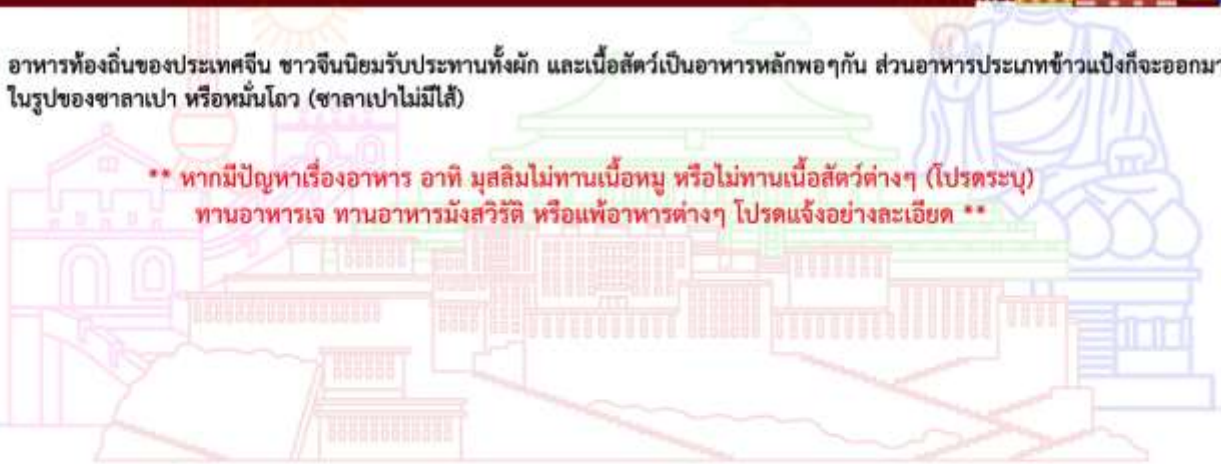 อาหารท้องถิ่นของประเทศจีน ชาวจีนนิยมรับประทานทั้งผัก และเนื้อสัตว์เป็นอาหารหลักพอๆกัน ส่วนอาหารประเภทข้าวแป้งก็จะออกมา
ในรูปของซาลาเปา หรือหมั่นโถว (ซาลาเปาไม่มีไส้)
** หากมีปัญหาเรื่องอาหาร อาทิ มุสลิมไม่ทานเนื้อหมู หรือไม่ทานเนื้อสัตว์ต่างๆ (โปรดระบุ)
ทานอาหารเจ ทานอาหารมังสวิรัติ หรือแพ้อาหารต่างๆ โปรดแจ้งอย่างละเอียด **